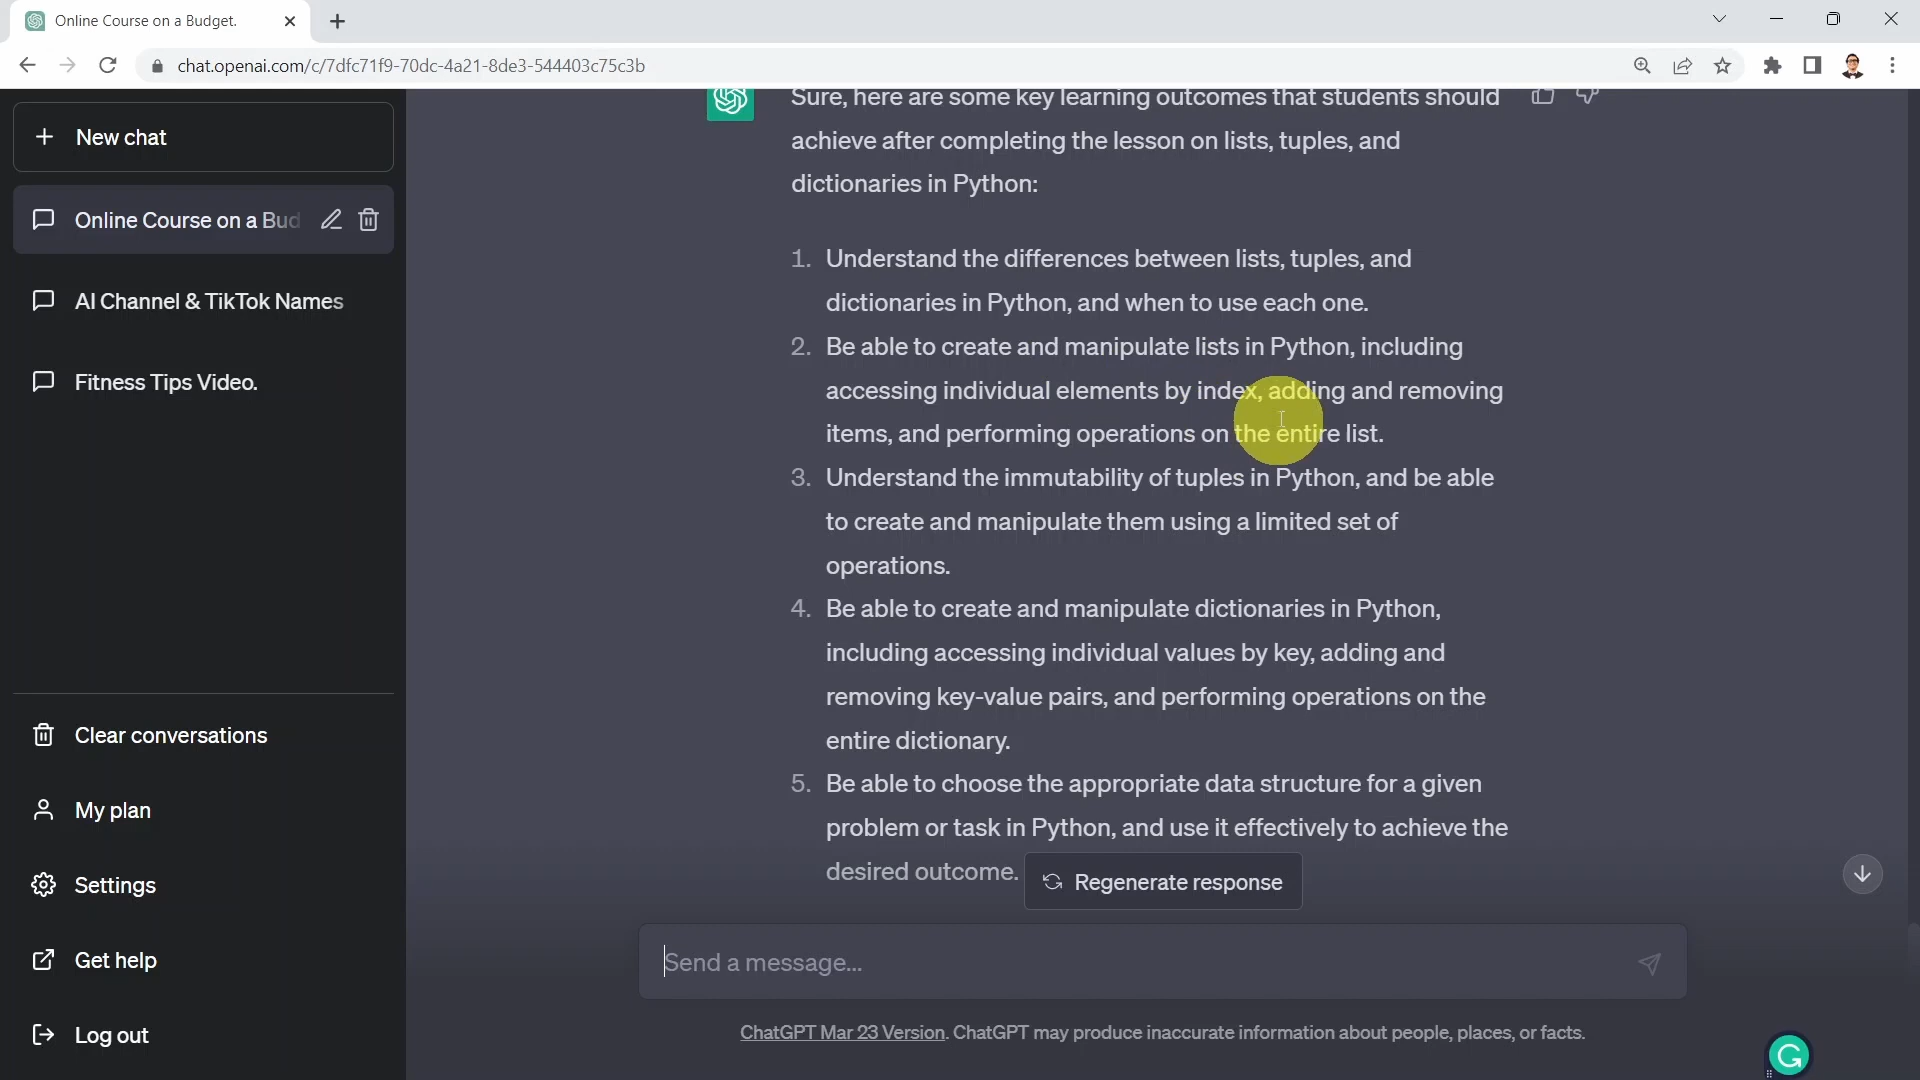 Online Course on a Budget.
chat.openai.com/c/7dfc71f9-70dc-4a21-8de3-544403c75c3b
New chat
Online Course on a Bud
AI Channel & TikTok Names
Fitness Tips Video.
Clear conversations
My plan
Settings
Get help
Log out
Sure, here are some key learning outcomes that students should
achieve after completing the lesson on lists, tuples, and
dictionaries in Python:
1. Understand the differences between lists, tuples, and
dictionaries in Python, and when to use each one.
2. Be able to create and manipulate lists in Python, including
accessing individual elements by index, adding and removing
items, and performing operations on the entire list.
3. Understand the immutability of tuples in Python, and be able
to create and manipulate them using a limited set of
operations.
4. Be able to create and manipulate dictionaries in Python,
including accessing individual values by key, adding and
removing key-value pairs, and performing operations on the
entire dictionary.
5. Be able to choose the appropriate data structure for a given
problem or task in Python, and use it effectively to achieve the
desired outcome.
Regenerate response
Send a message...
ChatGPT Mar 23 Version. ChatGPT may produce inaccurate information about people, places, or facts.